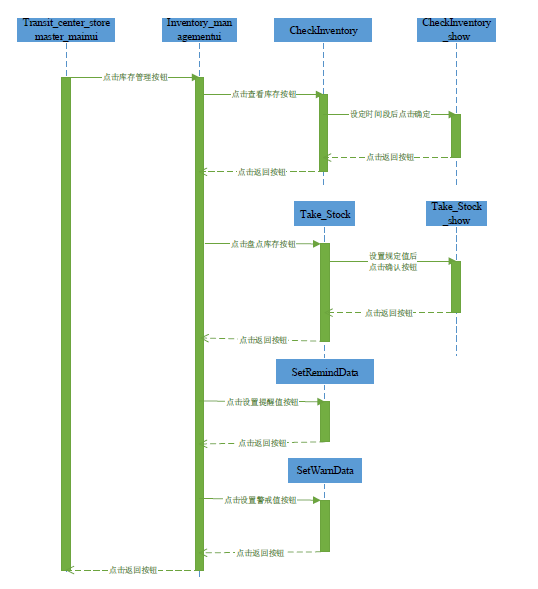 Transit_center_store
master_mainui
Inventory_man
agementui
CheckInventory
CheckInventory
_show
点击库存管理按钮
点击查看库存按钮
设定时间段后点击确定
点击返回按钮
点击返回按钮
Take_Stock
Take_Stock
_show
点击盘点库存按钮
设置规定值后
点击确认按钮
点击返回按钮
点击返回按钮
SetRemindData
点击设置提醒值按钮
点击返回按钮
SetWarnData
点击设置警戒值按钮
点击返回按钮
点击返回按钮